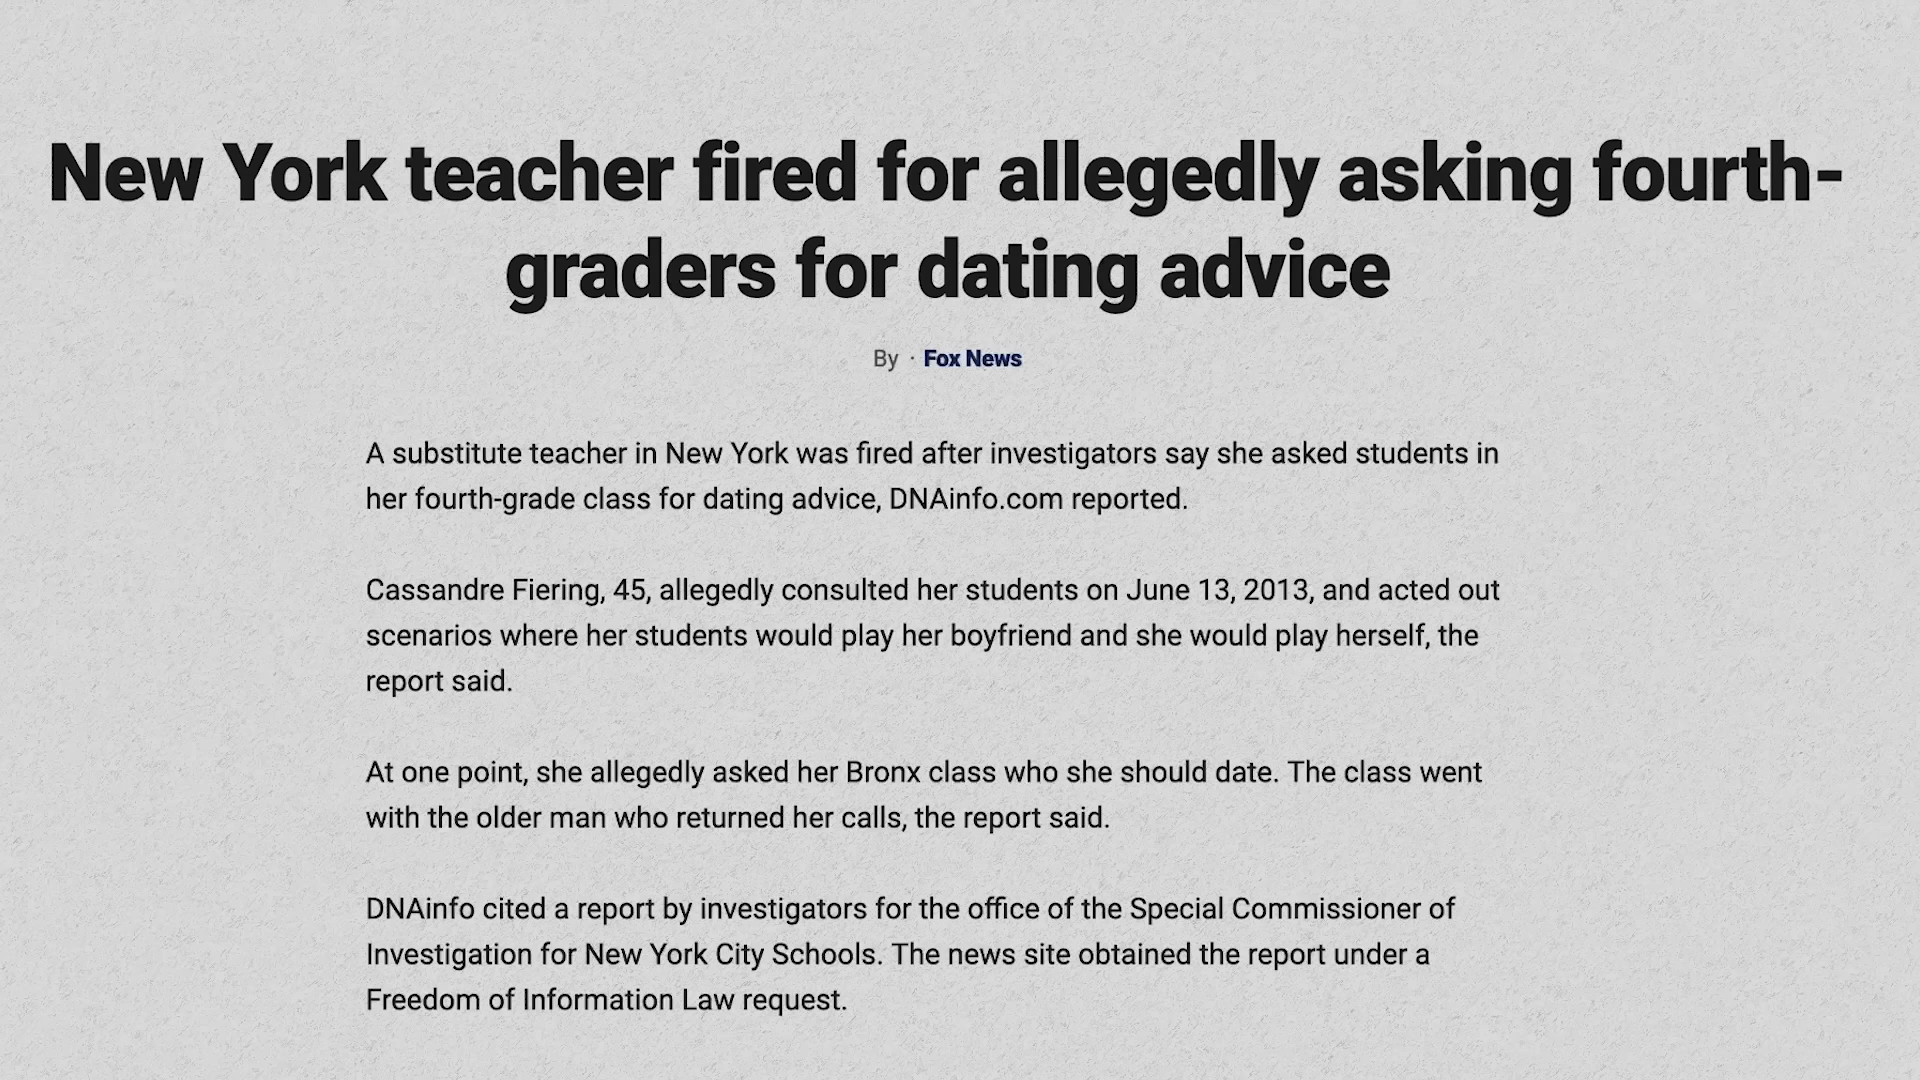 New York teacher fired for allegedly asking fourth-
graders for dating advice
By · Fox News
A substitute teacher in New York was fired after investigators say she asked students in
her fourth-grade class for dating advice, DNAinfo.com reported.
Cassandre Fiering, 45, allegedly consulted her students on June 13, 2013, and acted out
scenarios where her students would play her boyfriend and she would play herself, the
report said.
At one point, she allegedly asked her Bronx class who she should date. The class went
with the older man who returned her calls, the report said.
DNAinfo cited a report by investigators for the office of the Special Commissioner of
Investigation for New York City Schools. The news site obtained the report under a
Freedom of Information Law request.